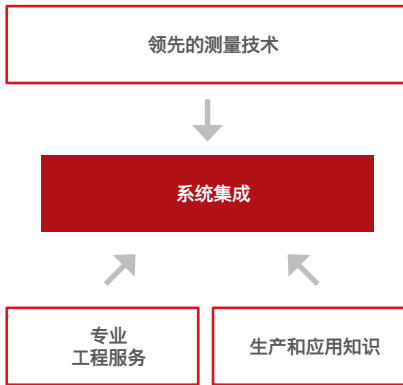 领先的测量技术
系统集成
专业
工程服务
生产和应用知识